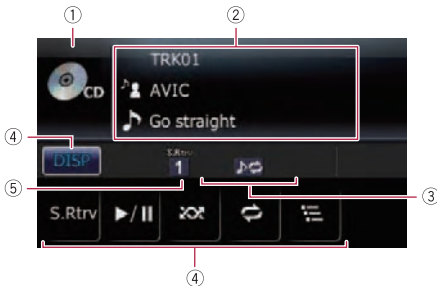 ① ②
TRK01
CD AVIC
Go straight
④
DISP S.Rtrv 1
⑤ ③
S.Rtrv
④